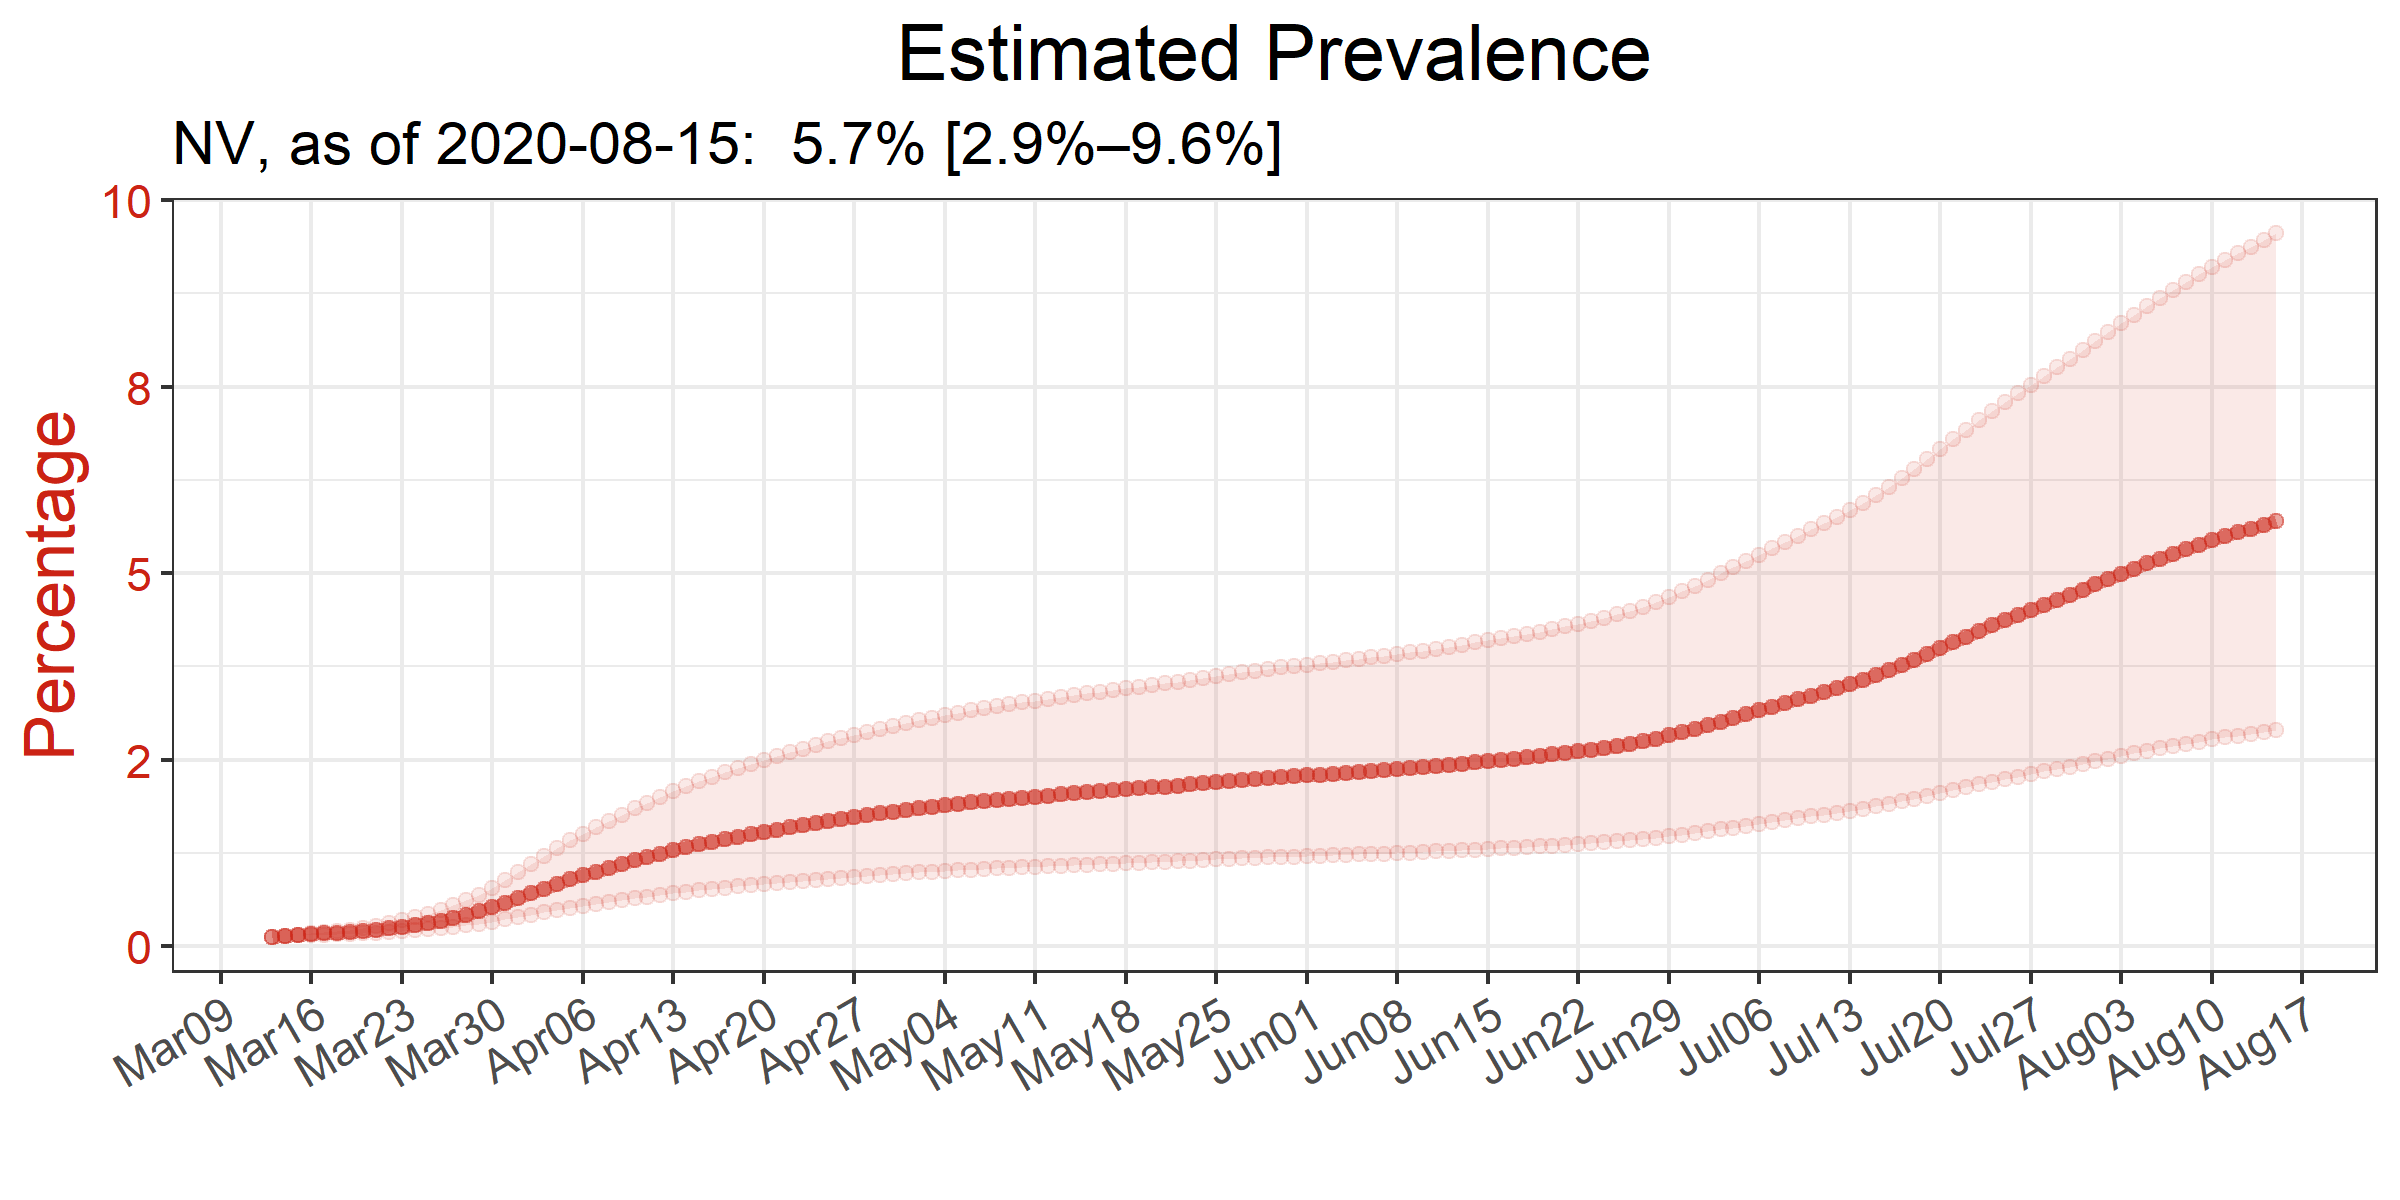 Estimated Prevalence
NV, as of 2020-08-15:  5.7% [2.9%–9.6%]
Percentage
10
8
5
2
0
Mar09
Mar16
Mar23
Mar30
Apr06
Apr13
Apr20
Apr27
May04
May11
May18
May25
Jun01
Jun08
Jun15
Jun22
Jun29
Jul06
Jul13
Jul20
Jul27
Aug03
Aug10
Aug17